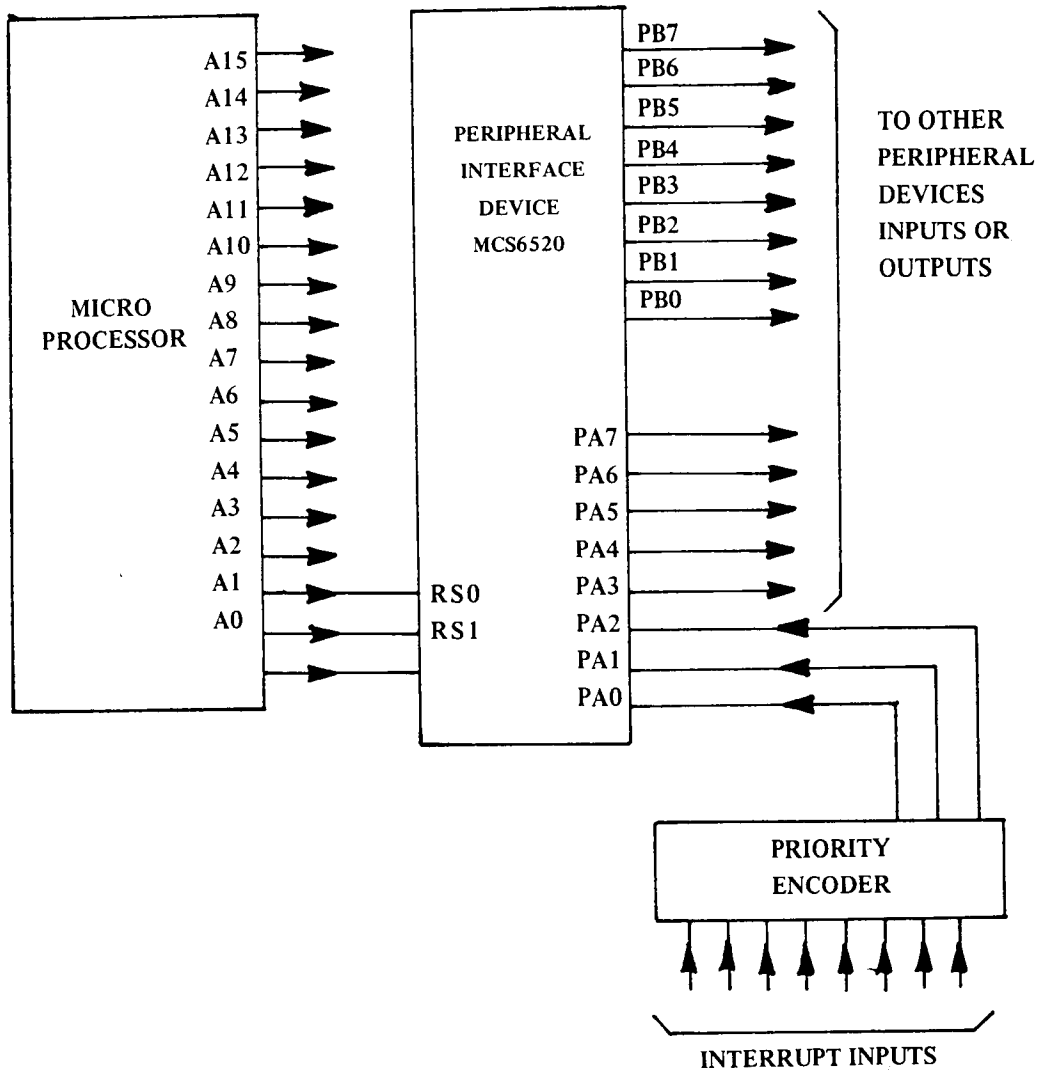 MICRO
PROCESSOR
A15
A14
A13
A12
A11
A10
A9
A8
A7
A6
A5
A4
A3
A2
A1
A0
PERIPHERAL
INTERFACE
DEVICE
MCS6520
RS0
RS1
PB7
PB6
PB5
PB4
PB3
PB2
PB1
PB0
PA7
PA6
PA5
PA4
PA3
PA2
PA1
PA0
TO OTHER
PERIPHERAL
DEVICES
INPUTS OR
OUTPUTS
PRIORITY
ENCODER
INTERRUPT INPUTS